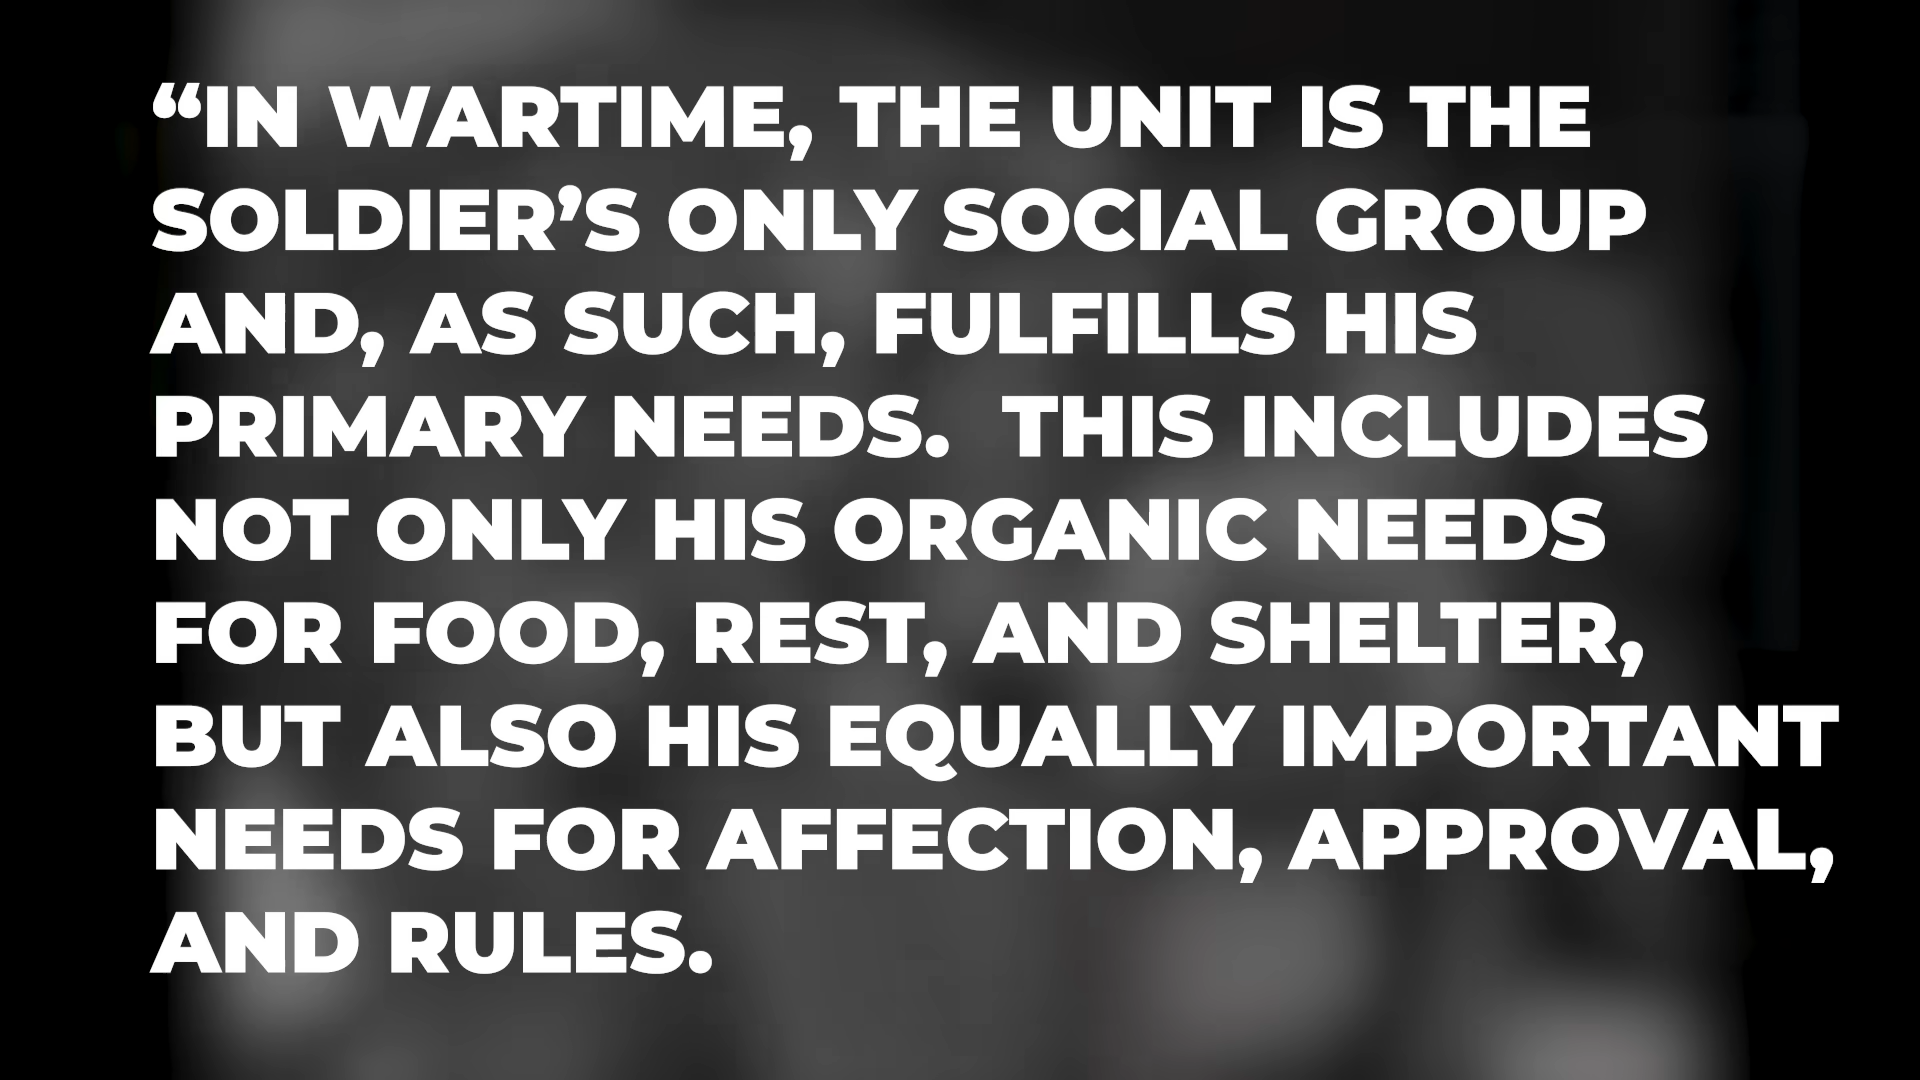 “IN WARTIME, THE UNIT IS THE
SOLDIER’S ONLY SOCIAL GROUP
AND, AS SUCH, FULFILLS HIS
PRIMARY NEEDS.  THIS INCLUDES
NOT ONLY HIS ORGANIC NEEDS
FOR FOOD, REST, AND SHELTER,
BUT ALSO HIS EQUALLY IMPORTANT
NEEDS FOR AFFECTION, APPROVAL,
AND RULES.